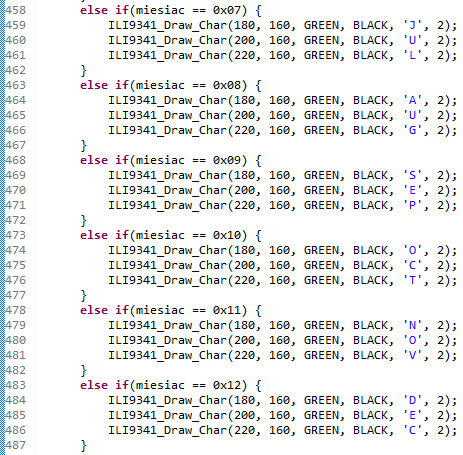 458 else if(miesiac == 0x07) {
459 ILI9341_Draw_Char(180, 160, GREEN, BLACK, 'J', 2);
460 ILI9341_Draw_Char(200, 160, GREEN, BLACK, 'U', 2);
461 ILI9341_Draw_Char(220, 160, GREEN, BLACK, 'L', 2);
462 }
463 else if(miesiac == 0x08) {
464 ILI9341_Draw_Char(180, 160, GREEN, BLACK, 'A', 2);
465 ILI9341_Draw_Char(200, 160, GREEN, BLACK, 'U', 2);
466 ILI9341_Draw_Char(220, 160, GREEN, BLACK, 'G', 2);
467 }
468 else if(miesiac == 0x09) {
469 ILI9341_Draw_Char(180, 160, GREEN, BLACK, 'S', 2);
470 ILI9341_Draw_Char(200, 160, GREEN, BLACK, 'E', 2);
471 ILI9341_Draw_Char(220, 160, GREEN, BLACK, 'P', 2);
472 }
473 else if(miesiac == 0x10) {
474 ILI9341_Draw_Char(180, 160, GREEN, BLACK, 'O', 2);
475 ILI9341_Draw_Char(200, 160, GREEN, BLACK, 'C', 2);
476 ILI9341_Draw_Char(220, 160, GREEN, BLACK, 'T', 2);
477 }
478 else if(miesiac == 0x11) {
479 ILI9341_Draw_Char(180, 160, GREEN, BLACK, 'N', 2);
480 ILI9341_Draw_Char(200, 160, GREEN, BLACK, 'O', 2);
481 ILI9341_Draw_Char(220, 160, GREEN, BLACK, 'V', 2);
482 }
483 else if(miesiac == 0x12) {
484 ILI9341_Draw_Char(180, 160, GREEN, BLACK, 'D', 2);
485 ILI9341_Draw_Char(200, 160, GREEN, BLACK, 'E', 2);
486 ILI9341_Draw_Char(220, 160, GREEN, BLACK, 'C', 2);
487 }